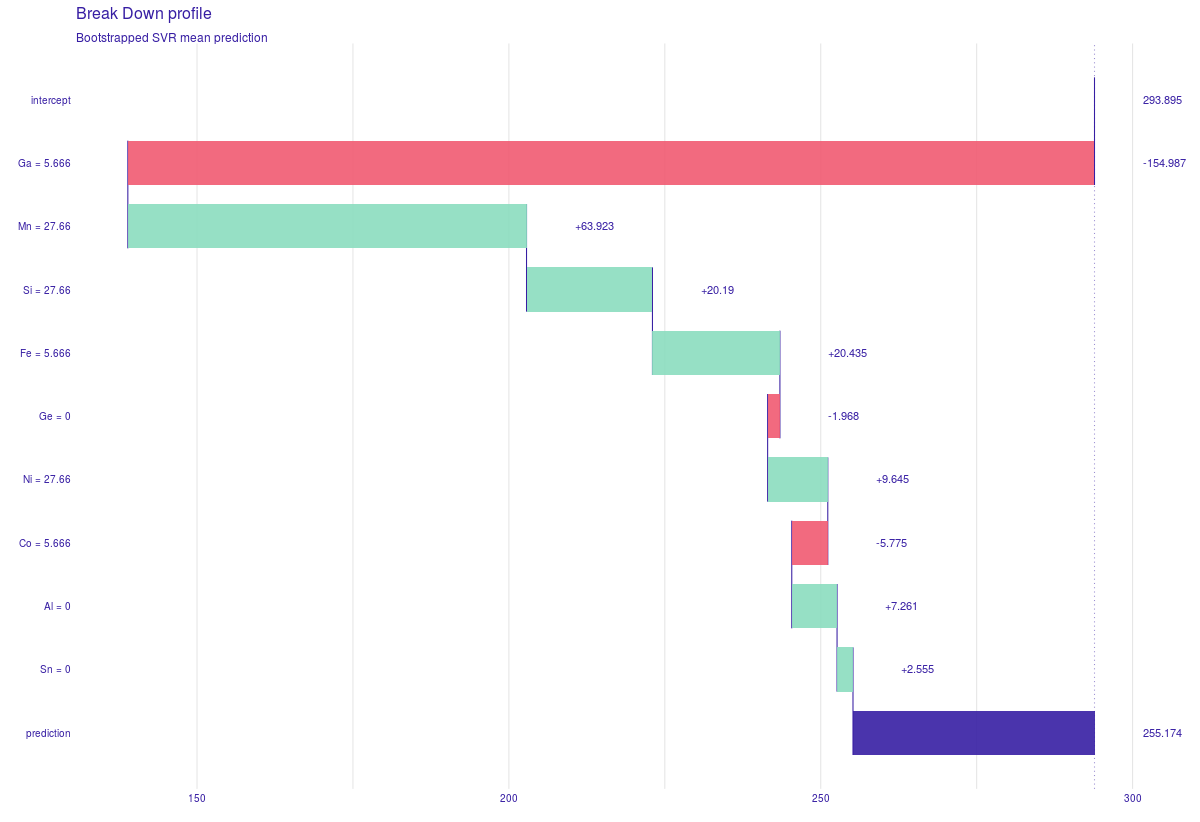 Break Down profile
Bootstrapped SVR mean prediction
intercept 293.895
Ga = 5.666 -154.987
Mn = 27.66 +63.923
Si = 27.66 +20.19
Fe = 5.666 +20.435
Ge = 0 -1.968
Ni = 27.66 +9.645
Co = 5.666 -5.775
Al = 0 +7.261
Sn = 0 +2.555
prediction 255.174
150 200 250 300